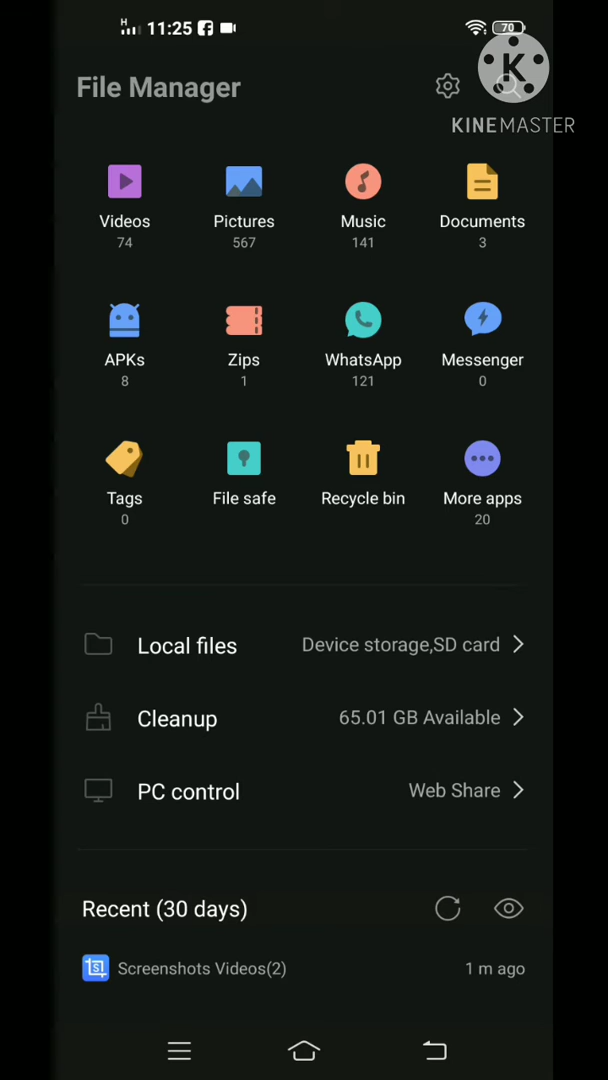 H 11:25 70
File Manager
K
KINEMASTER
Videos Pictures Music Documents
74 567 141 3
APKs Zips WhatsApp Messenger
8 1 121 0
Tags File safe Recycle bin More apps
0 20
Local files Device storage,SD card
Cleanup 65.01 GB Available
PC control Web Share
Recent (30 days)
S Screenshots Videos(2) 1 m ago